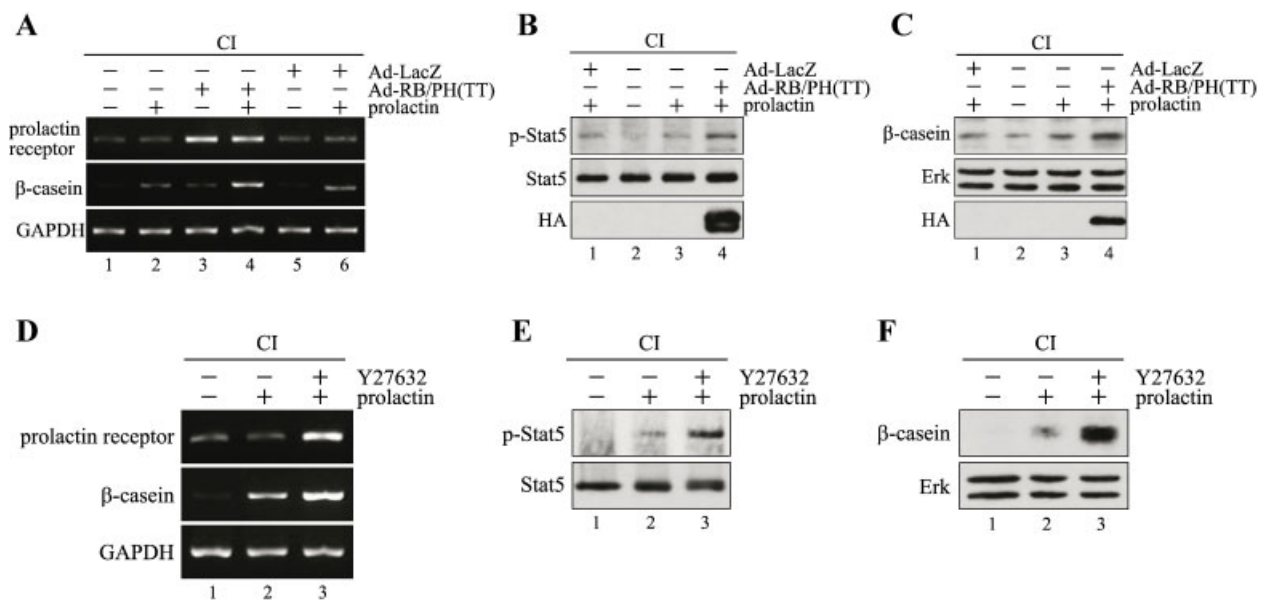 A
CI
− − − − + + Ad-LacZ
− − + + − − Ad-RB/PH(TT)
− + − + − + prolactin
prolactin
receptor
β-casein
GAPDH
1 2 3 4 5 6
B
CI
+ − − − Ad-LacZ
− − − + Ad-RB/PH(TT)
+ − + + prolactin
p-Stat5
Stat5
HA
1 2 3 4
C
CI
+ − − − Ad-LacZ
− − − + Ad-RB/PH(TT)
+ − + + prolactin
β-casein
Erk
HA
1 2 3 4
D
CI
− − + Y27632
− + + prolactin
prolactin receptor
β-casein
GAPDH
1 2 3
E
CI
− − + Y27632
− + + prolactin
p-Stat5
Stat5
1 2 3
F
CI
− − + Y27632
− + + prolactin
β-casein
Erk
1 2 3